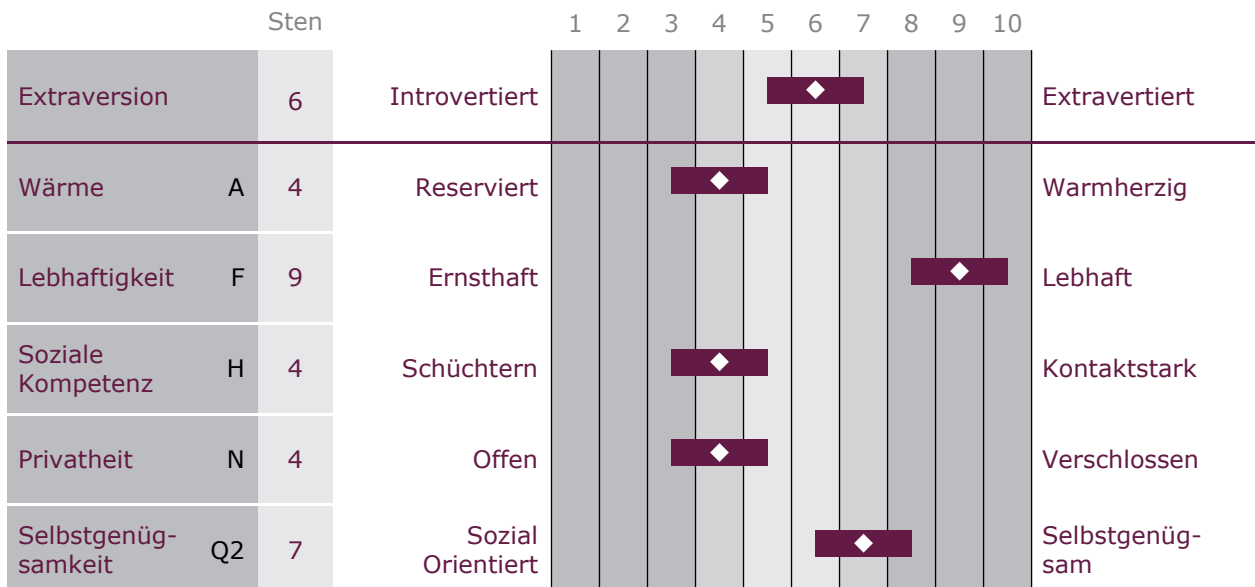 Sten 1 2 3 4 5 6 7 8 9 10
Extraversion 6 Introvertiert Extravertiert
Wärme A 4 Reserviert Warmherzig
Lebhaftigkeit F 9 Ernsthaft Lebhaft
Soziale
Kompetenz H 4 Schüchtern Kontaktstark
Privatheit N 4 Offen Verschlossen
Selbstgenüg-
samkeit Q2 7 Sozial
Orientiert Selbstgenüg-
sam